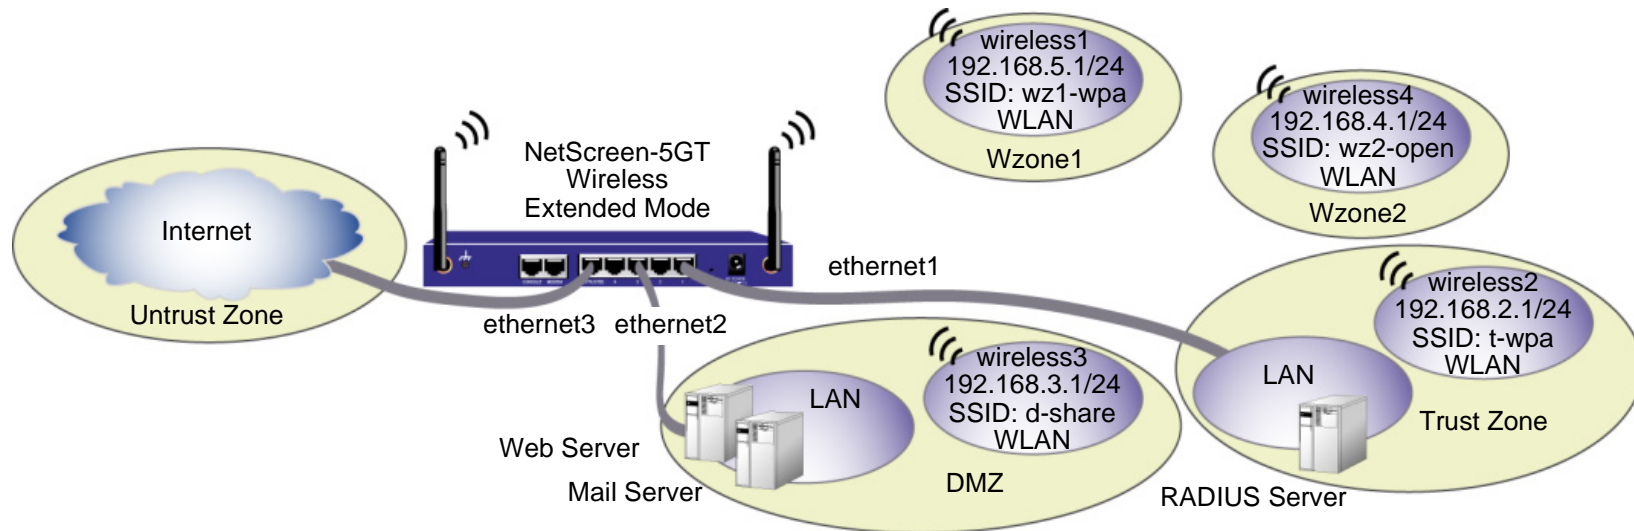 wireless1
192.168.5.1/24
SSID: wz1-wpa
WLAN
Wzone1
wireless4
192.168.4.1/24
SSID: wz2-open
WLAN
Wzone2
NetScreen-5GT
Wireless
Extended Mode
Internet
Untrust Zone
ethernet3
ethernet2
ethernet1
wireless2
192.168.2.1/24
SSID: t-wpa
WLAN
LAN
Trust Zone
RADIUS Server
wireless3
192.168.3.1/24
SSID: d-share
WLAN
LAN
DMZ
Web Server
Mail Server